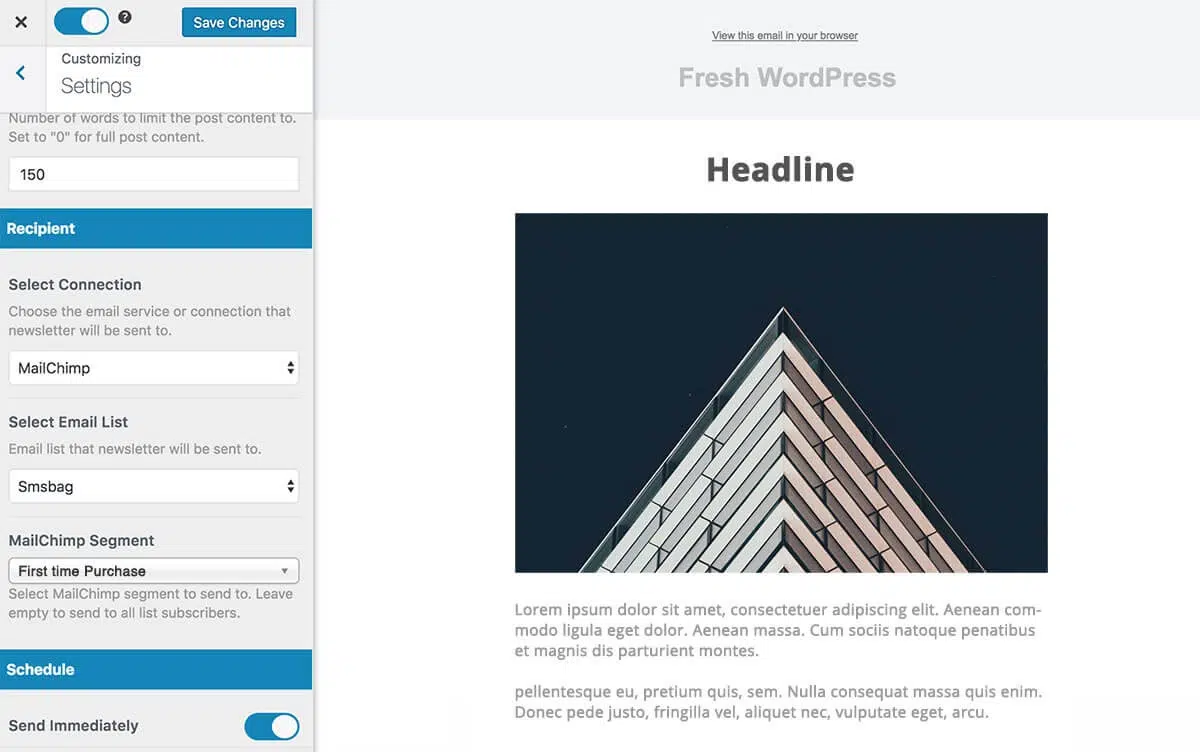 Save Changes
Customizing
Settings
Number of words to limit the post content to.
Set to "0" for full post content.
150
Recipient
Select Connection
Choose the email service or connection that
newsletter will be sent to.
MailChimp
Select Email List
Email list that newsletter will be sent to.
Smsbag
MailChimp Segment
First time Purchase
Select MailChimp segment to send to. Leave
empty to send to all list subscribers.
Schedule
Send Immediately
View this email in your browser
Fresh WordPress
Headline
Lorem ipsum dolor sit amet, consectetuer adipiscing elit. Aenean com-
modo ligula eget dolor. Aenean massa. Cum sociis natoque penatibus
et magnis dis parturient montes.
pellentesque eu, pretium quis, sem. Nulla consequat massa quis enim.
Donec pede justo, fringilla vel, aliquet nec, vulputate eget, arcu.